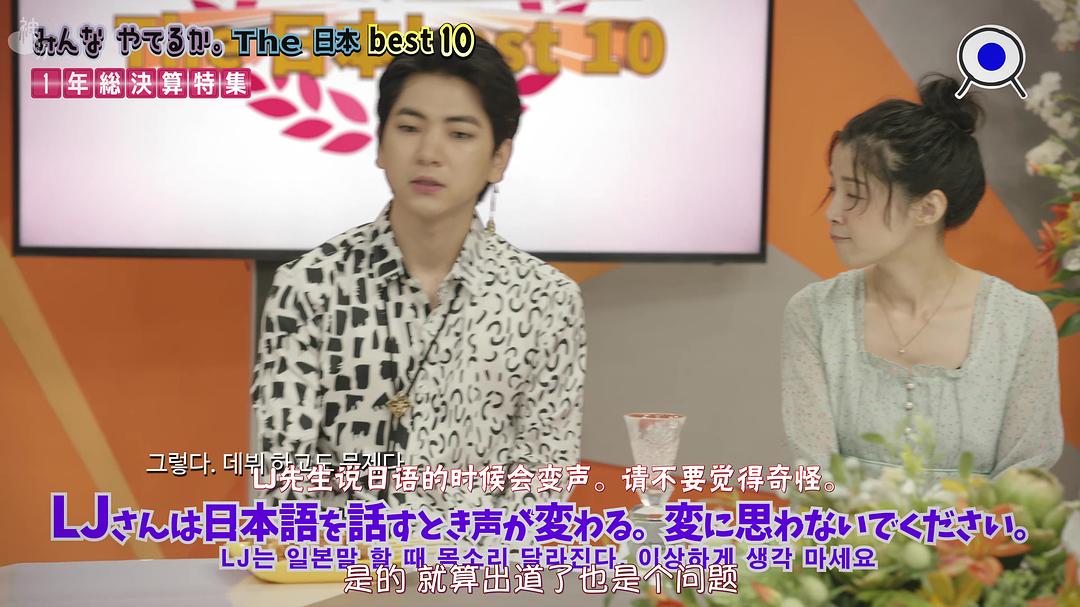 神
みんな やてるか。The 日本 best 10
The 日本 best 10
1年総決算特集
그렇다. 데뷔 하고도 문제다
LJ先生说日语的时候会变声。请不要觉得奇怪。
LJさんは日本語を話すとき声が変わる。変に思わないでください。
LJ는 일본말 할 때 목소리 달라진다. 이상하게 생각 마세요
是的 就算出道了也是个问题